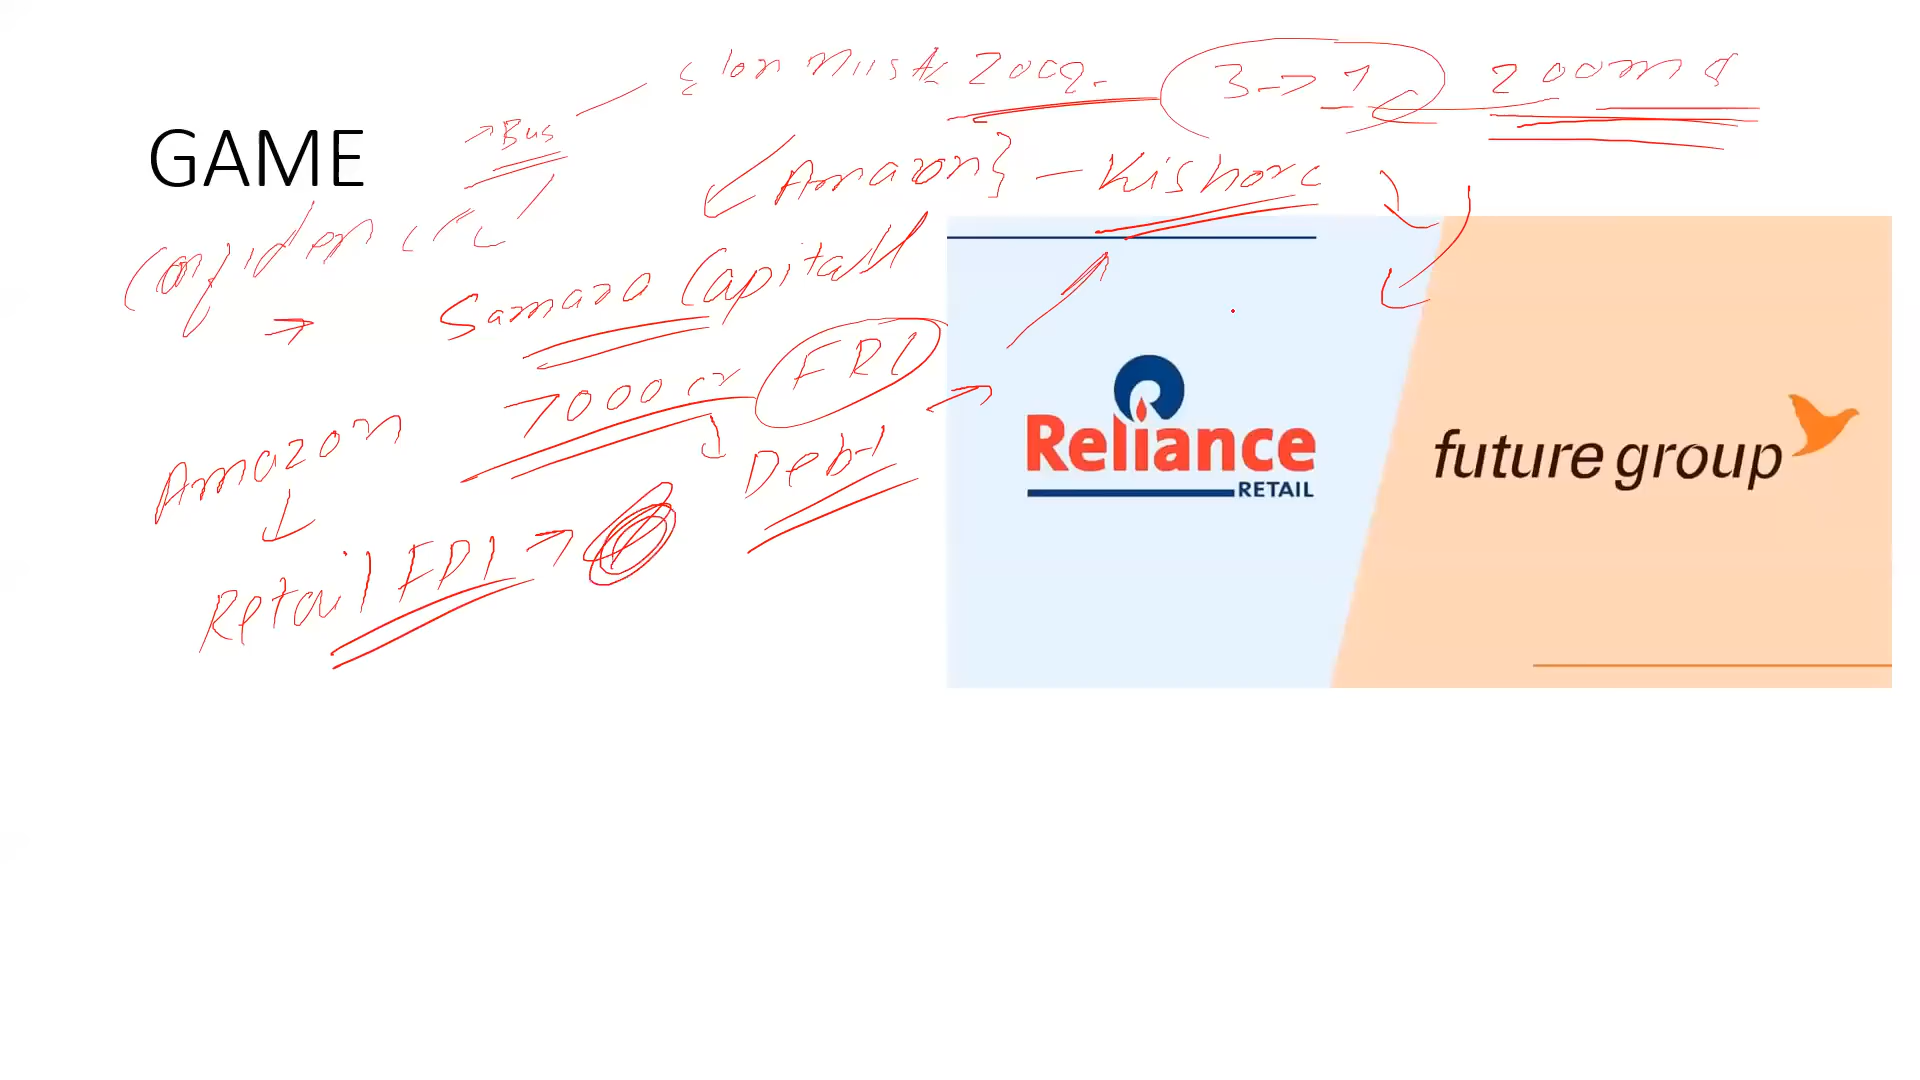 Elon Musk 2009. 3 → 1 200m $
GAME
→ Bus
{Amazon} - Kishore
Samara Capital
7000 cr FRL
Debt
Amazon
Retail FDI →
Reliance
RETAIL
future group